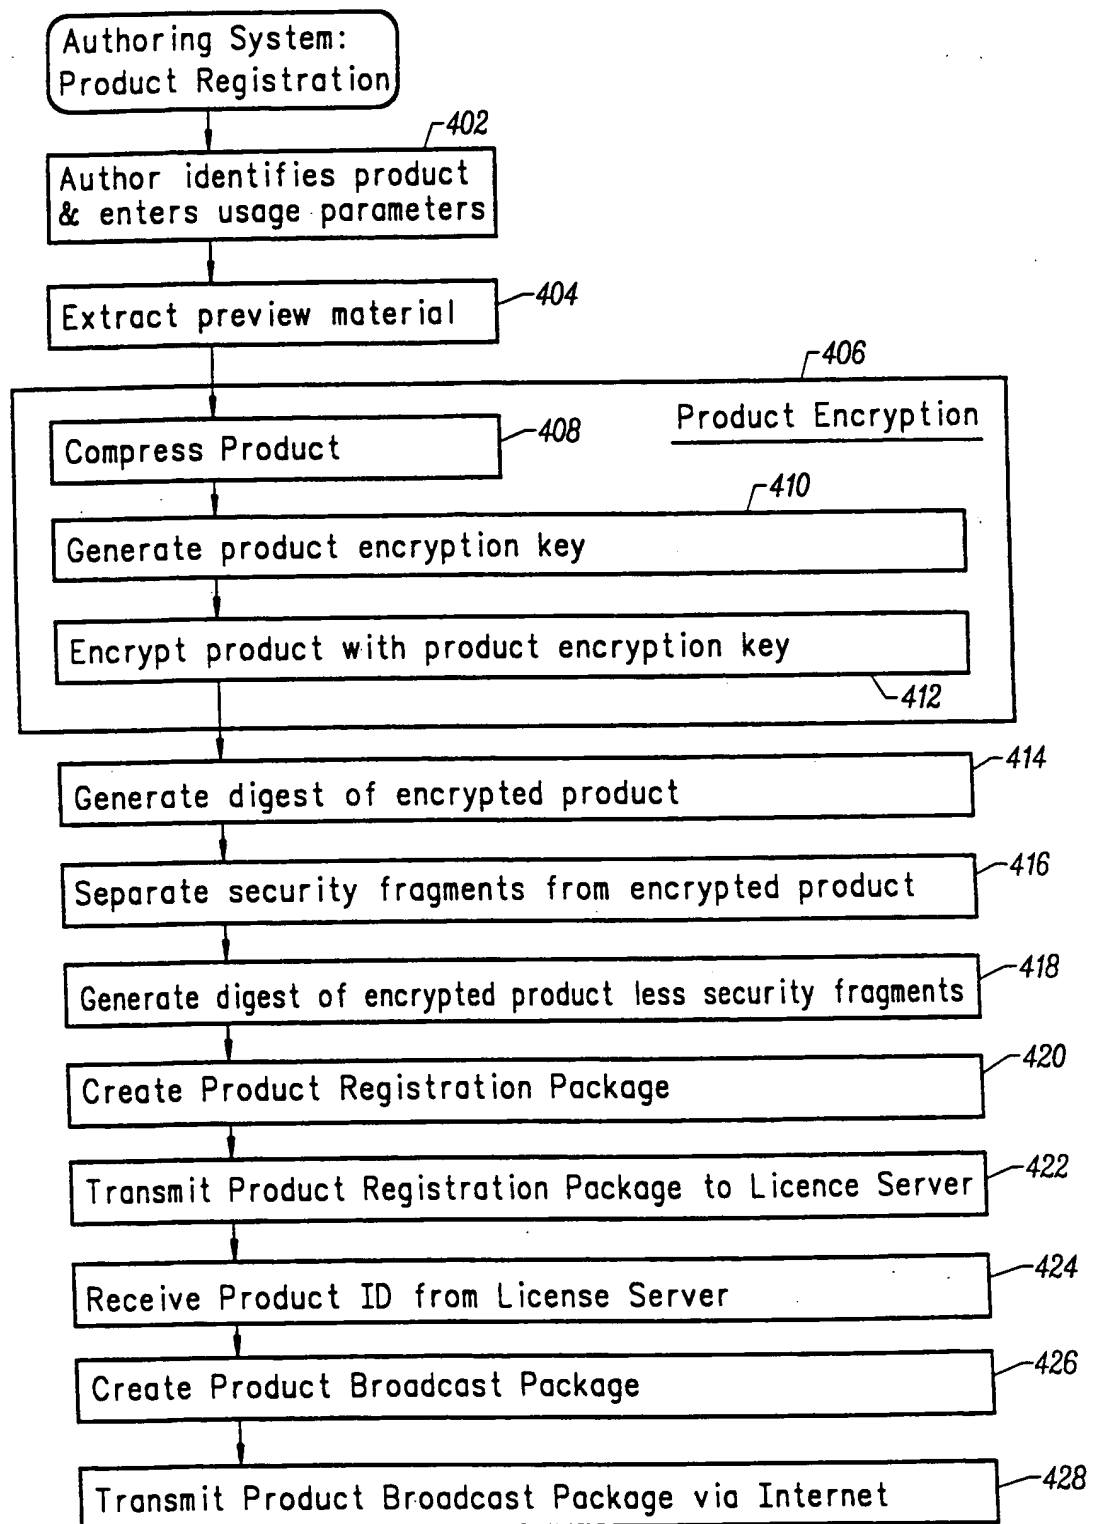 Authoring System:
Product Registration
402
Author identifies product
& enters usage parameters
404
Extract preview material
406
Product Encryption
Compress Product
408
410
Generate product encryption key
Encrypt product with product encryption key
412
414
Generate digest of encrypted product
416
Separate security fragments from encrypted product
418
Generate digest of encrypted product less security fragments
420
Create Product Registration Package
422
Transmit Product Registration Package to Licence Server
424
Receive Product ID from License Server
426
Create Product Broadcast Package
428
Transmit Product Broadcast Package via Internet